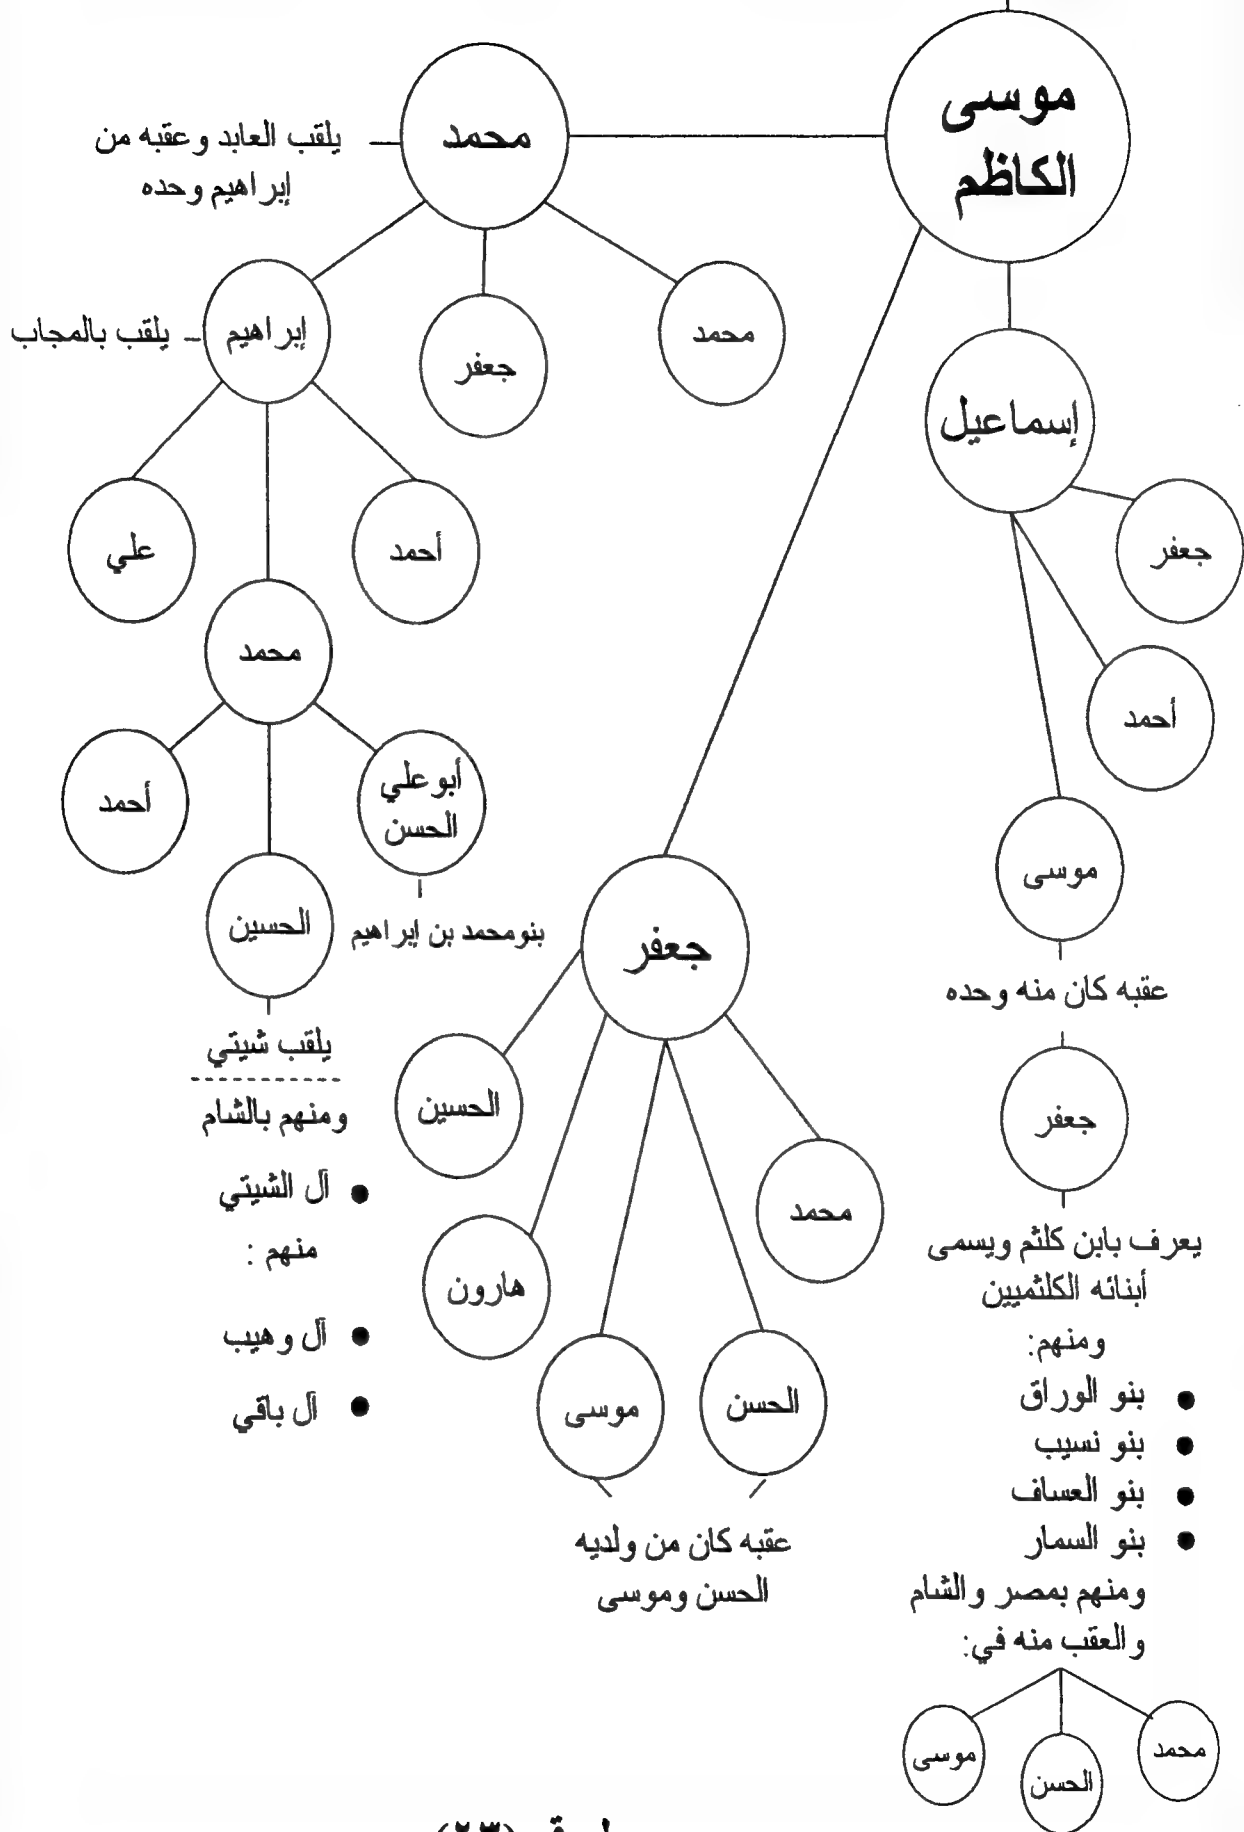 موسى
الكاظم
محمد
يلقب العابد وعقبه من
إبراهيم وحده
محمد
جعفر
إبراهيم
يلقب بالمجاب
أحمد
محمد
علي
أبو علي
الحسن
بنو محمد بن إبراهيم
الحسين
أحمد
يلقب شيتي
ومنهم بالشام
• آل الشيتي
منهم :
• آل وهيب
• آل باقي
إسماعيل
جعفر
أحمد
موسى
عقبه كان منه وحده
جعفر
يعرف بابن كلثم ويسمى
أبنائه الكلثميين
ومنهم:
• بنو الوراق
• بنو نسيب
• بنو العساف
• بنو السمار
ومنهم بمصر والشام
والعقب منه في:
محمد
الحسن
موسى
جعفر
محمد
الحسن
موسى
هارون
الحسين
عقبه كان من ولديه
الحسن وموسى
(٢٣)